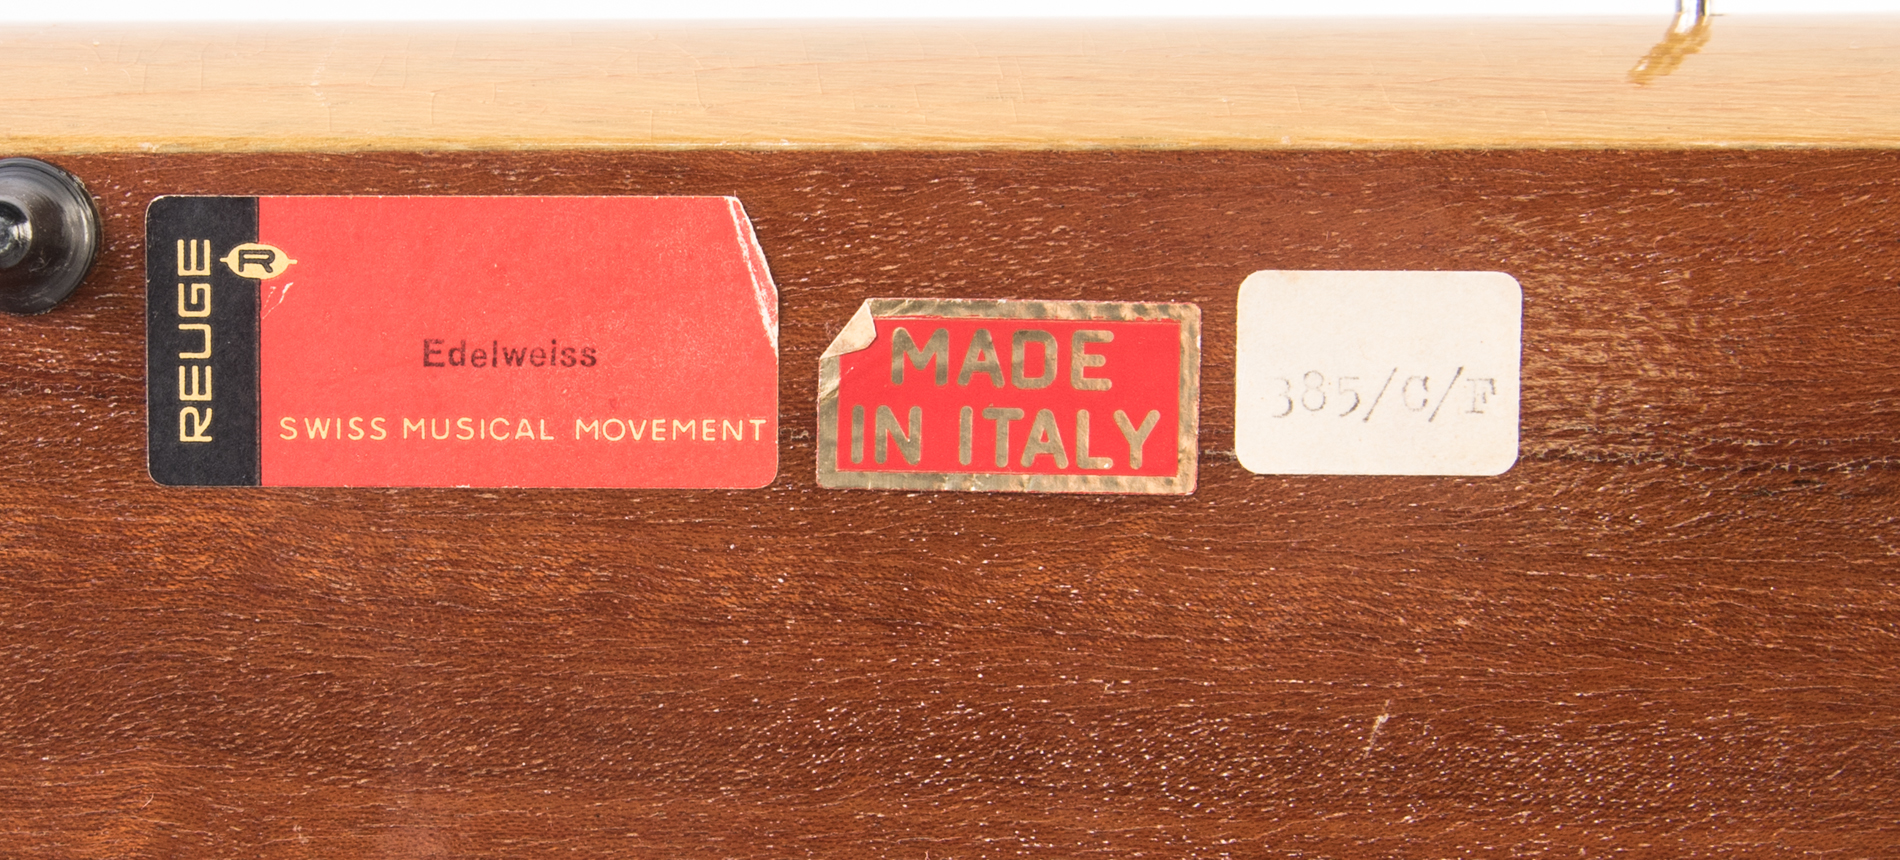 REUGE
R
Edelweiss
SWISS MUSICAL MOVEMENT
MADE
IN ITALY
385/C/F